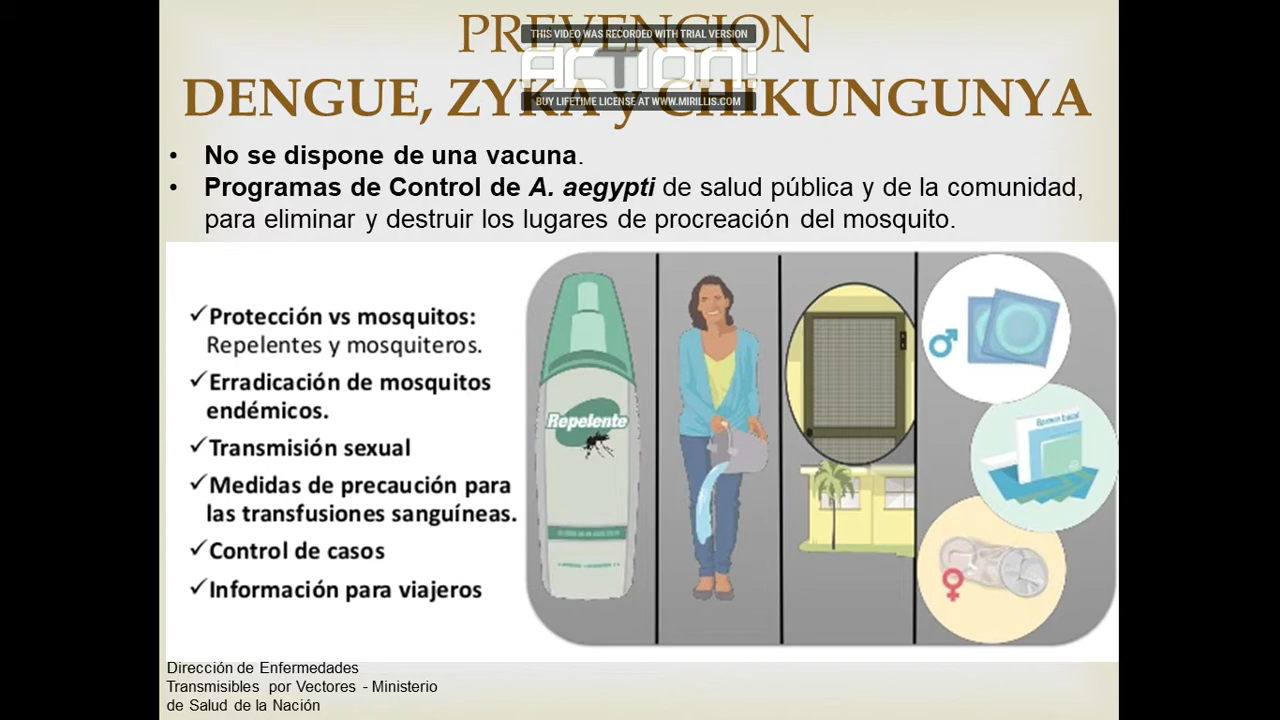 PREVENCION
THIS VIDEO WAS RECORDED WITH TRIAL VERSION
ACTION!
BUY LIFETIME LICENSE AT WWW.MIRILLIS.COM
DENGUE, ZYKA y CHIKUNGUNYA
• No se dispone de una vacuna.
• Programas de Control de A. aegypti de salud pública y de la comunidad,
para eliminar y destruir los lugares de procreación del mosquito.
✓Protección vs mosquitos:
Repelentes y mosquiteros.
✓Erradicación de mosquitos
endémicos.
✓Transmisión sexual
✓Medidas de precaución para
las transfusiones sanguíneas.
✓Control de casos
✓Información para viajeros
Repelente
Dirección de Enfermedades
Transmisibles por Vectores - Ministerio
de Salud de la Nación